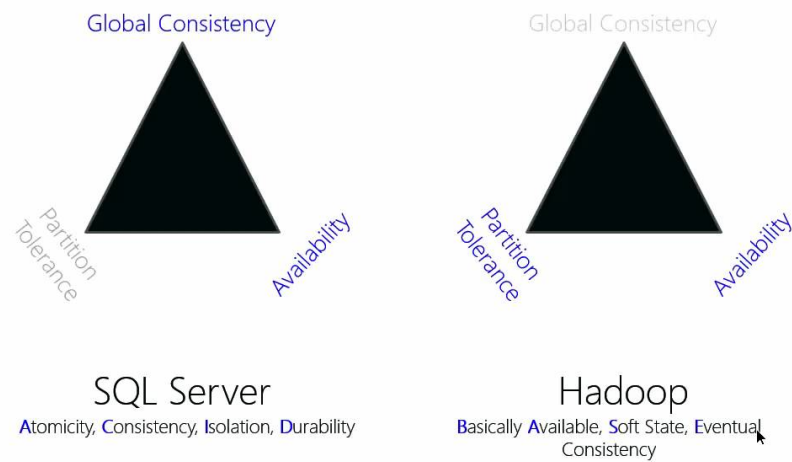 Global Consistency
Partition
Tolerance
Availability
SQL Server
Atomicity, Consistency, Isolation, Durability
Global Consistency
Partition
Tolerance
Availability
Hadoop
Basically Available, Soft State, Eventual
Consistency